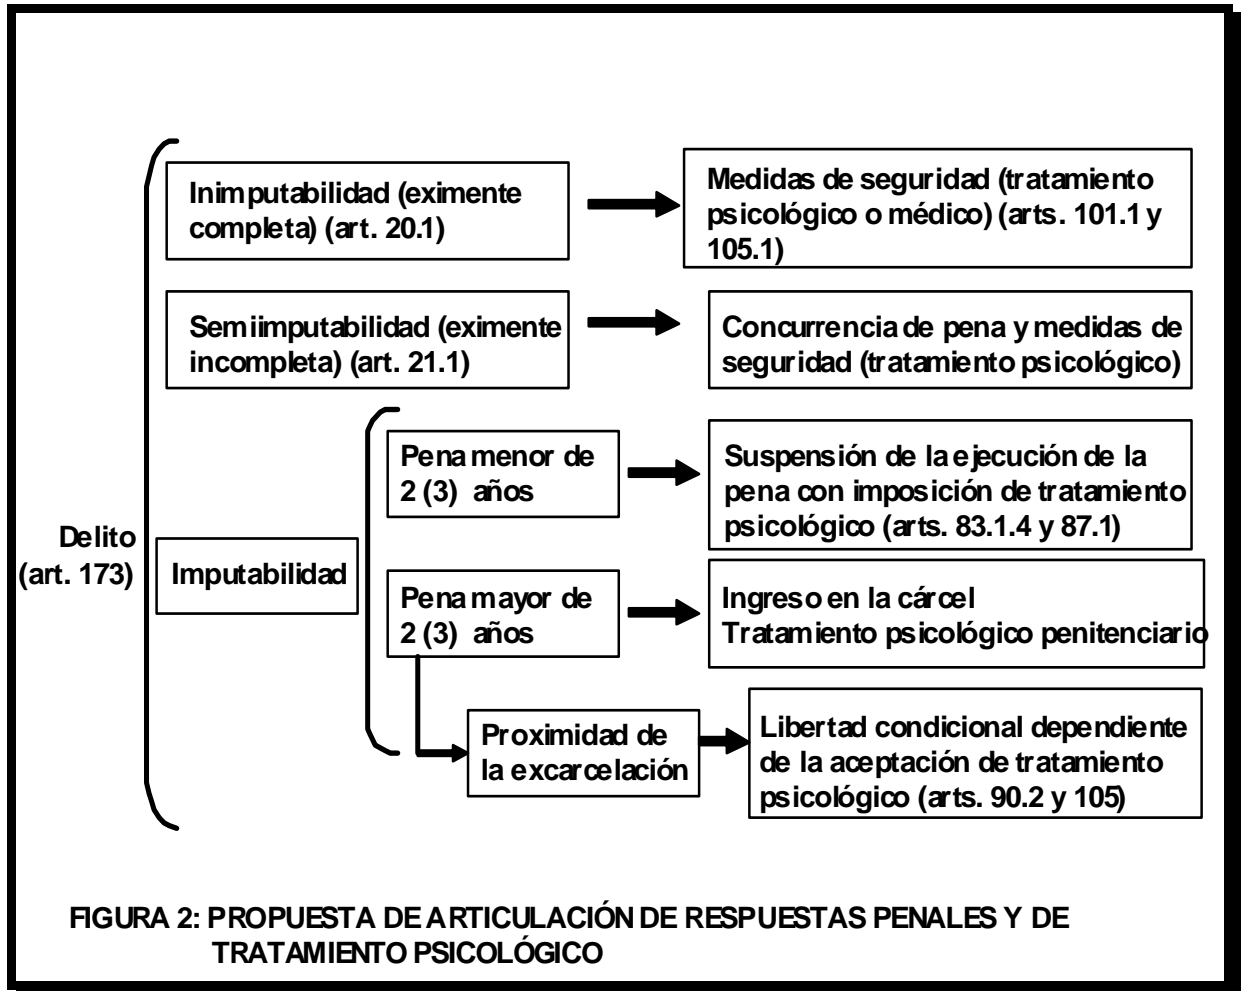 Inimputabilidad (eximente
completa) (art. 20.1)
Medidas de seguridad (tratamiento
psicológico o médico) (arts. 101.1 y
105.1)
Semiimputabilidad (eximente
incompleta) (art. 21.1)
Concurrencia de pena y medidas de
seguridad (tratamiento psicológico)
Delito
(art. 173)
Imputabilidad
Pena menor de
2 (3) años
Suspensión de la ejecución de la
pena con imposición de tratamiento
psicológico (arts. 83.1.4 y 87.1)
Pena mayor de
2 (3) años
Ingreso en la cárcel
Tratamiento psicológico penitenciario
Proximidad de
la excarcelación
Libertad condicional dependiente
de la aceptación de tratamiento
psicológico (arts. 90.2 y 105)
FIGURA 2: PROPUESTA DE ARTICULACIÓN DE RESPUESTAS PENALES Y DE
TRATAMIENTO PSICOLÓGICO